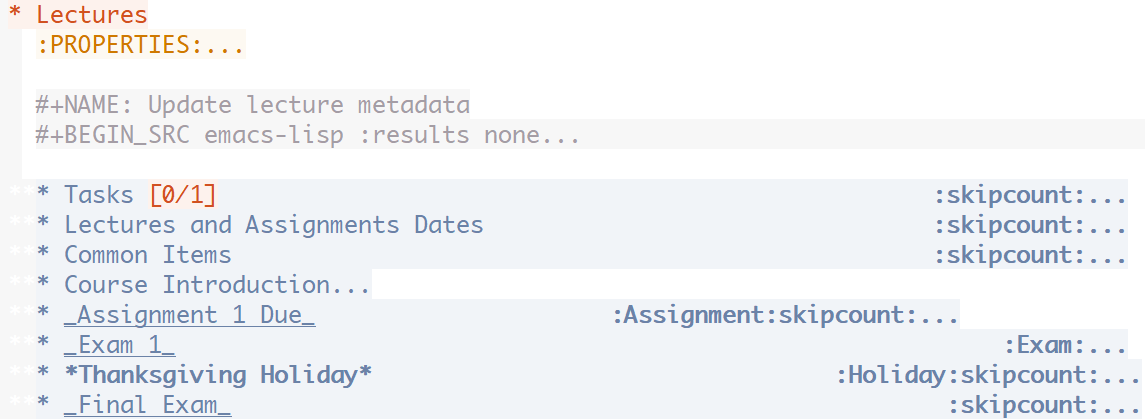 * Lectures
:PROPERTIES:...
#+NAME: Update lecture metadata
#+BEGIN_SRC emacs-lisp :results none...
*** Tasks [0/1] :skipcount:...
*** Lectures and Assignments Dates :skipcount:...
*** Common Items :skipcount:...
*** Course Introduction...
*** _Assignment 1 Due_ :Assignment:skipcount:...
*** _Exam 1_ :Exam:...
*** *Thanksgiving Holiday* :Holiday:skipcount:...
*** _Final Exam_ :skipcount:...